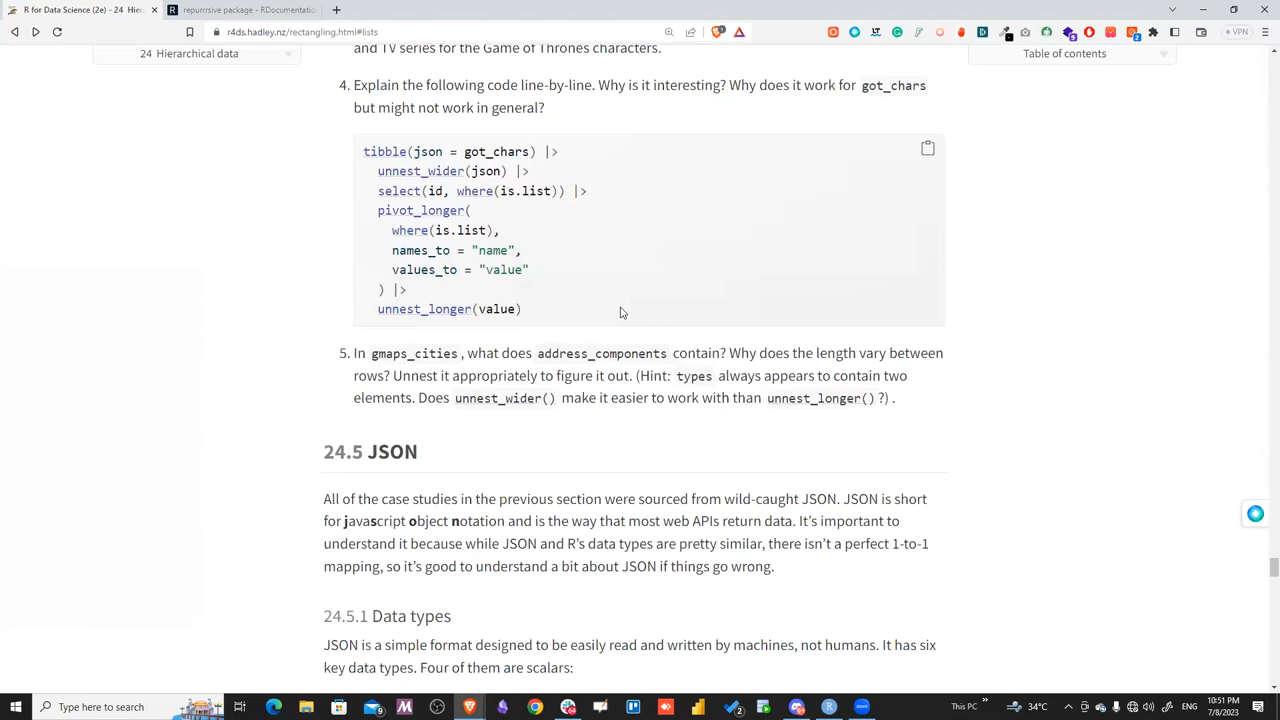 R for Data Science (2e) - 24 Hier
repurrrsive package - RDocumentatio
r4ds.hadley.nz/rectangling.html#lists
VPN
24 Hierarchical data
Table of contents
and TV series for the Game of Thrones characters.
4. Explain the following code line-by-line. Why is it interesting? Why does it work for got_chars
but might not work in general?
tibble(json = got_chars) |>
unnest_wider(json) |>
select(id, where(is.list)) |>
pivot_longer(
where(is.list),
names_to = "name",
values_to = "value"
) |>
unnest_longer(value)
5. In gmaps_cities, what does address_components contain? Why does the length vary between
rows? Unnest it appropriately to figure it out. (Hint: types always appears to contain two
elements. Does unnest_wider() make it easier to work with than unnest_longer()?) .
24.5 JSON
All of the case studies in the previous section were sourced from wild-caught JSON. JSON is short
for javascript object notation and is the way that most web APIs return data. It's important to
understand it because while JSON and R's data types are pretty similar, there isn't a perfect 1-to-1
mapping, so it's good to understand a bit about JSON if things go wrong.
24.5.1 Data types
JSON is a simple format designed to be easily read and written by machines, not humans. It has six
key data types. Four of them are scalars:
Type here to search
This PC
34°C
ENG
10:51 PM
7/8/2023